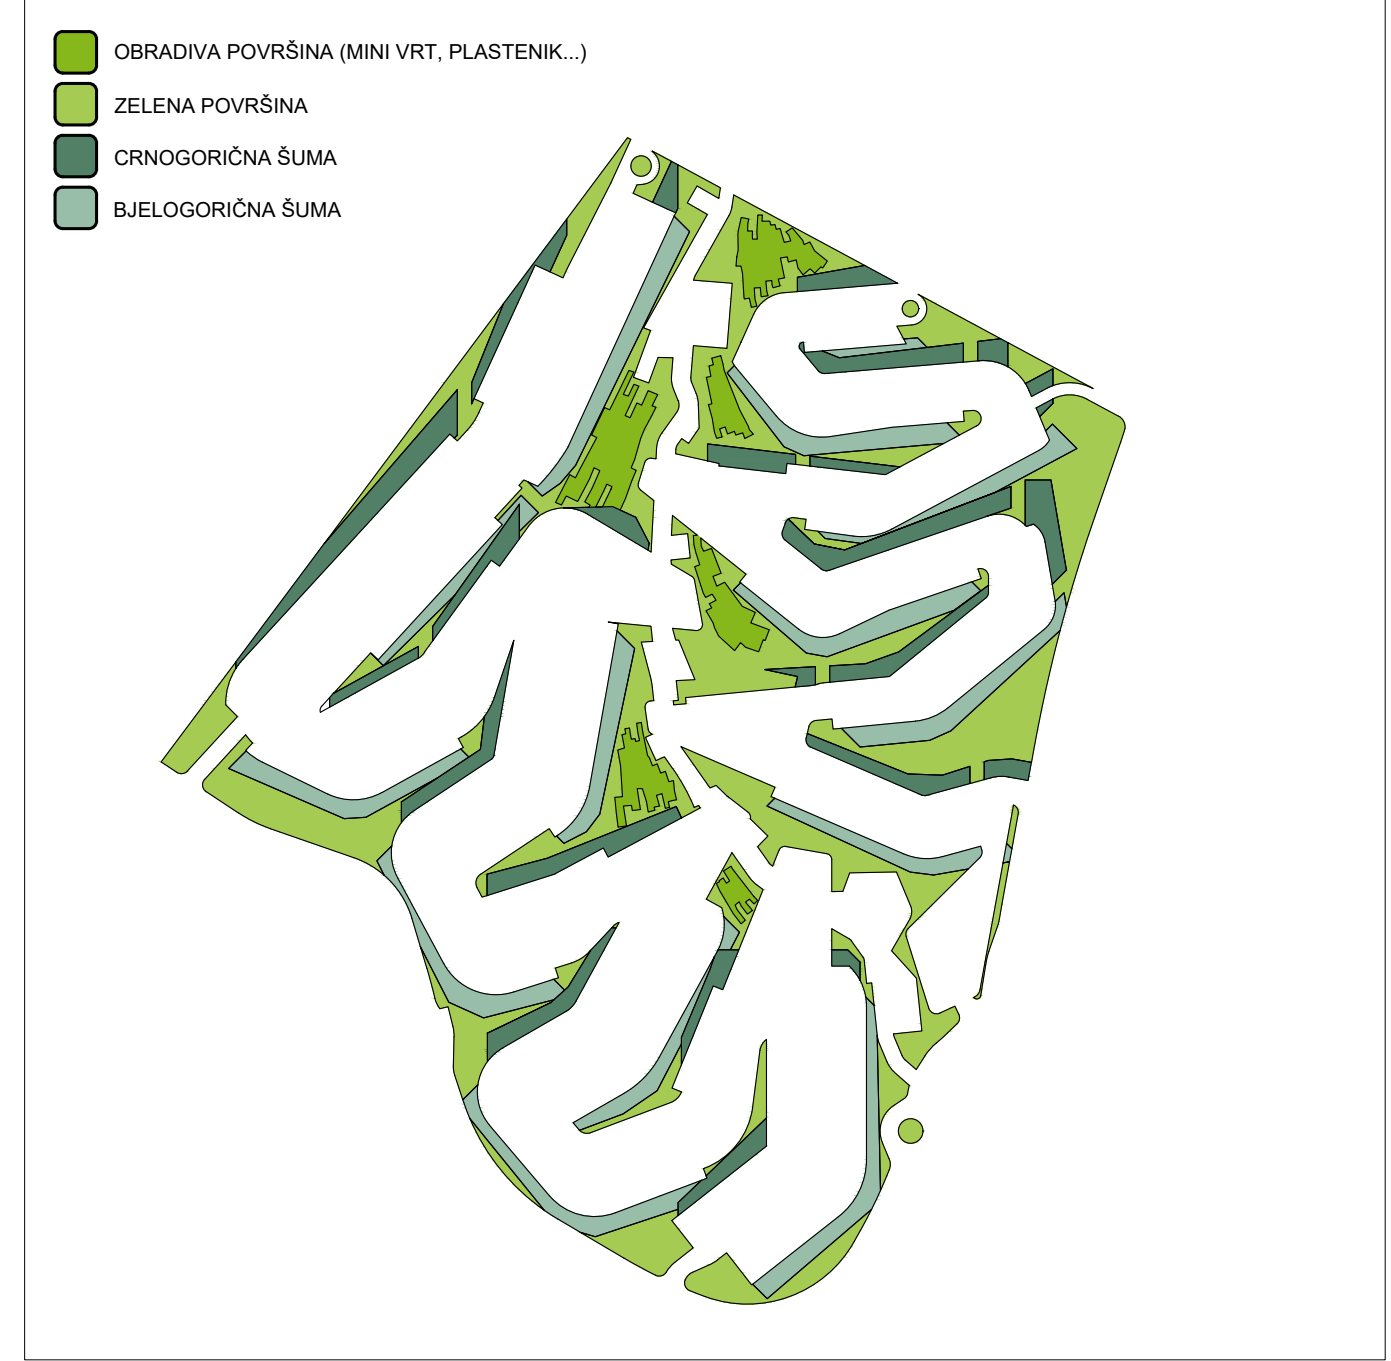 OBRADIVA POVRŠINA (MINI VRT, PLASTENIK...)
ZELENA POVRŠINA
CRNOGORIČNA ŠUMA
BJELOGORIČNA ŠUMA